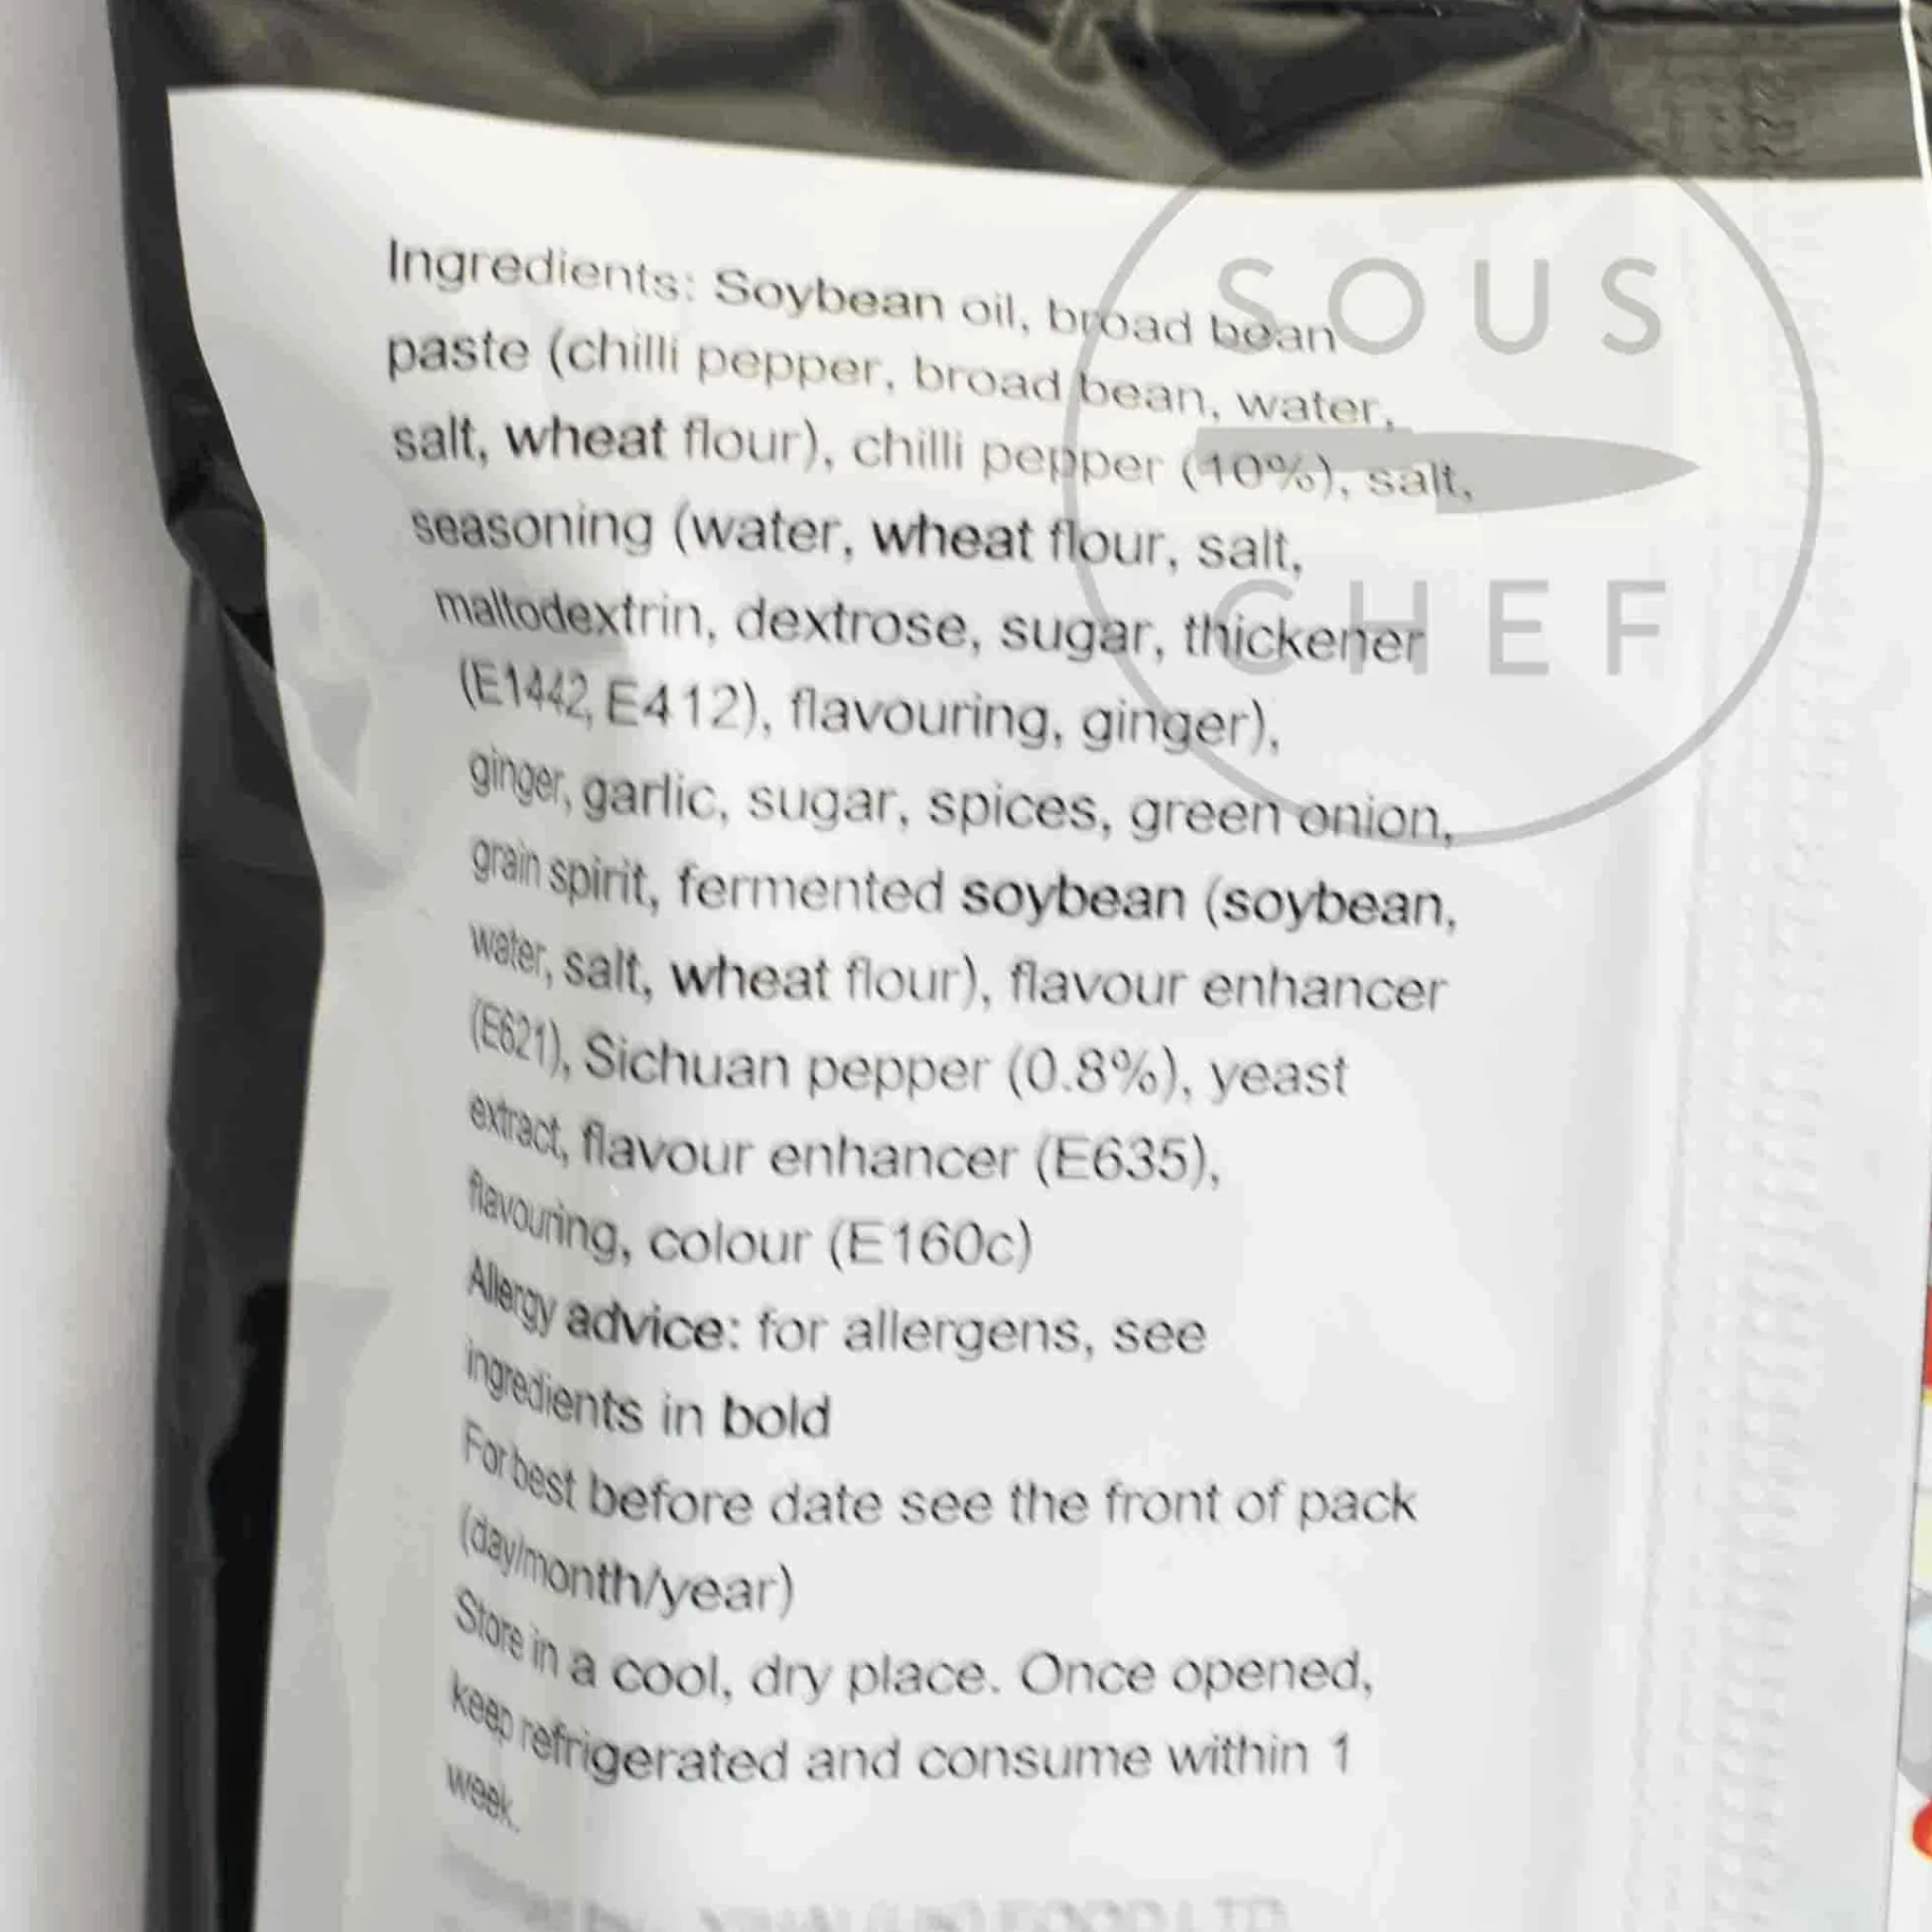 Ingredients: Soybean oil, broad bean
paste (chilli pepper, broad bean, water,
salt, wheat flour), chilli pepper (10%), salt,
seasoning (water, wheat flour, salt,
maltodextrin, dextrose, sugar, thickener
(E1442, E412), flavouring, ginger),
ginger, garlic, sugar, spices, green onion,
grain spirit, fermented soybean (soybean,
water, salt, wheat flour), flavour enhancer
(E621), Sichuan pepper (0.8%), yeast
extract, flavour enhancer (E635),
flavouring, colour (E160c)
Allergy advice: for allergens, see
ingredients in bold
For best before date see the front of pack
(day/month/year)
Store in a cool, dry place. Once opened,
keep refrigerated and consume within 1
week.
FOOD LTD
SOUS
CHEF